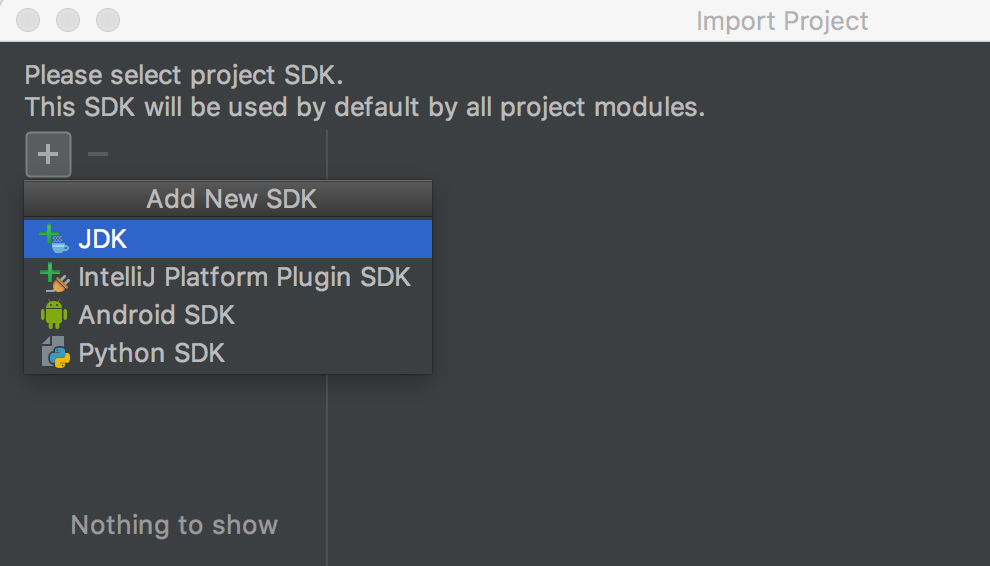 Import Project
Please select project SDK.
This SDK will be used by default by all project modules.
Add New SDK
JDK
IntelliJ Platform Plugin SDK
Android SDK
Python SDK
Nothing to show